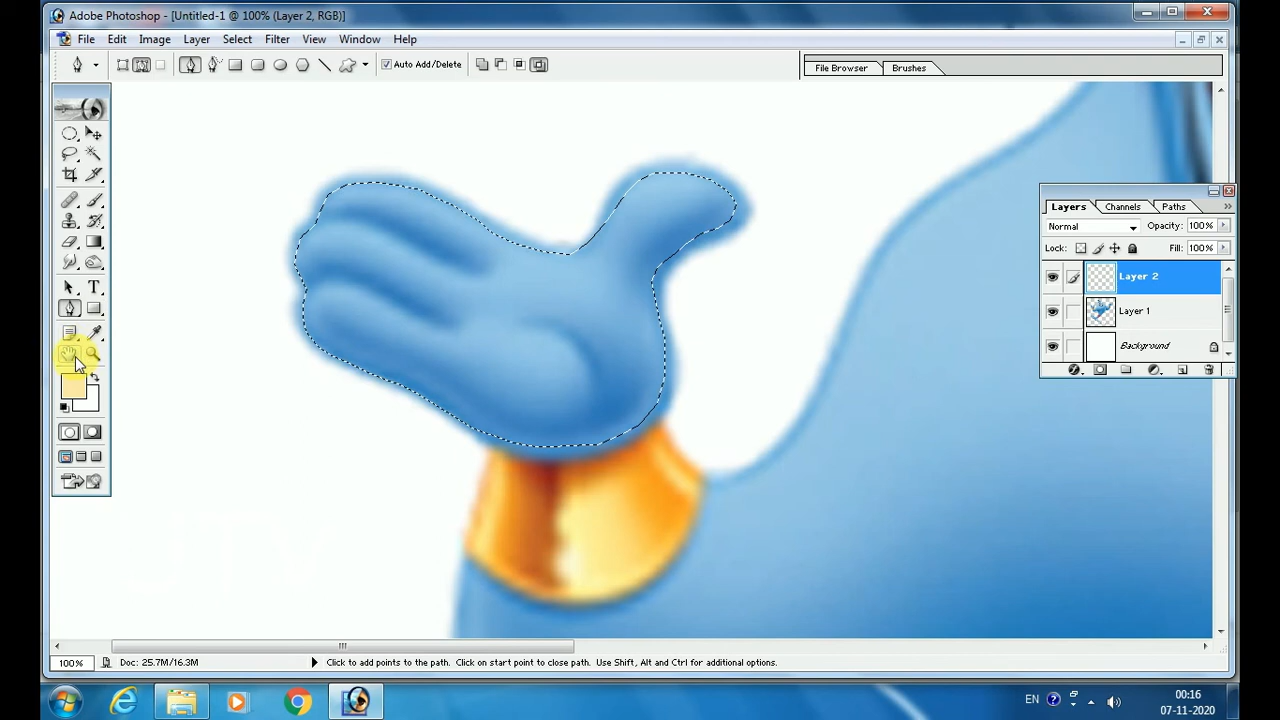 Adobe Photoshop - [Untitled-1 @ 100% (Layer 2, RGB)]
File Edit Image Layer Select Filter View Window Help
Auto Add/Delete
File Browser Brushes
Layers Channels Paths
Normal Opacity: 100%
Lock: Fill: 100%
Layer 2
Layer 1
Background
T
100% Doc: 25.7M/16.3M Click to add points to the path. Click on start point to close path. Use Shift, Alt and Ctrl for additional options.
EN
00:16
07-11-2020